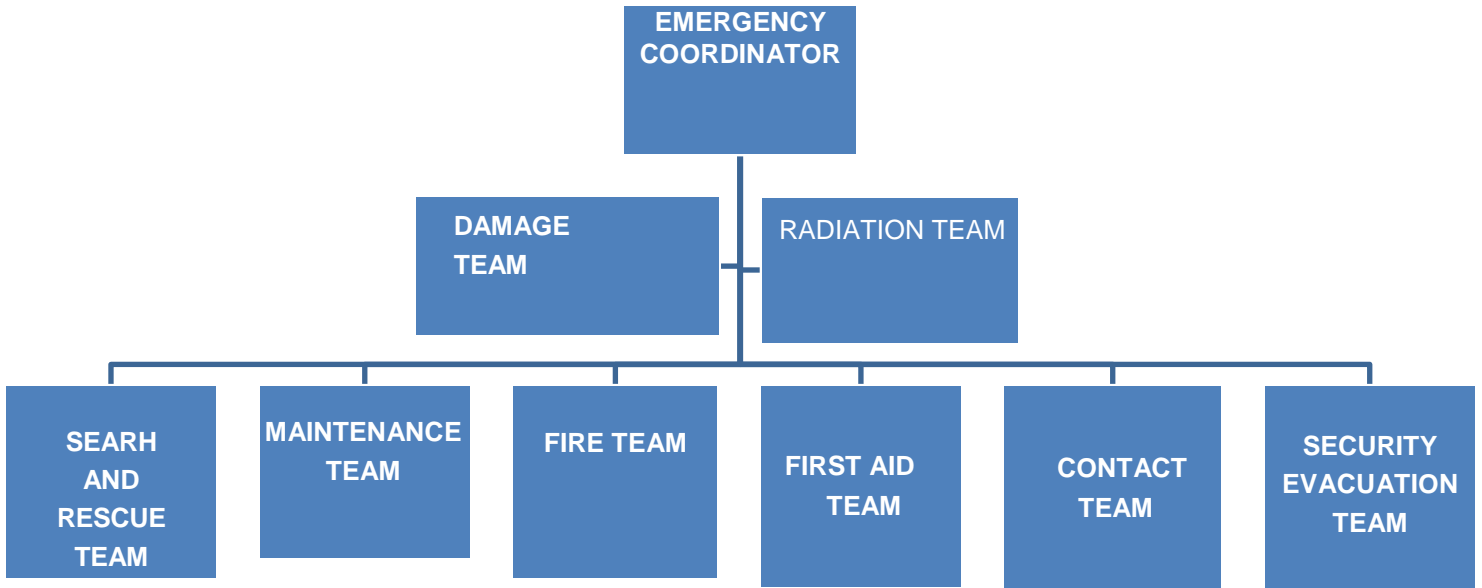 EMERGENCY
COORDINATOR
DAMAGE
TEAM
RADIATION TEAM
SEARH
AND
RESCUE
TEAM
MAINTENANCE
TEAM
FIRE TEAM
FIRST AID
TEAM
CONTACT
TEAM
SECURITY
EVACUATION
TEAM